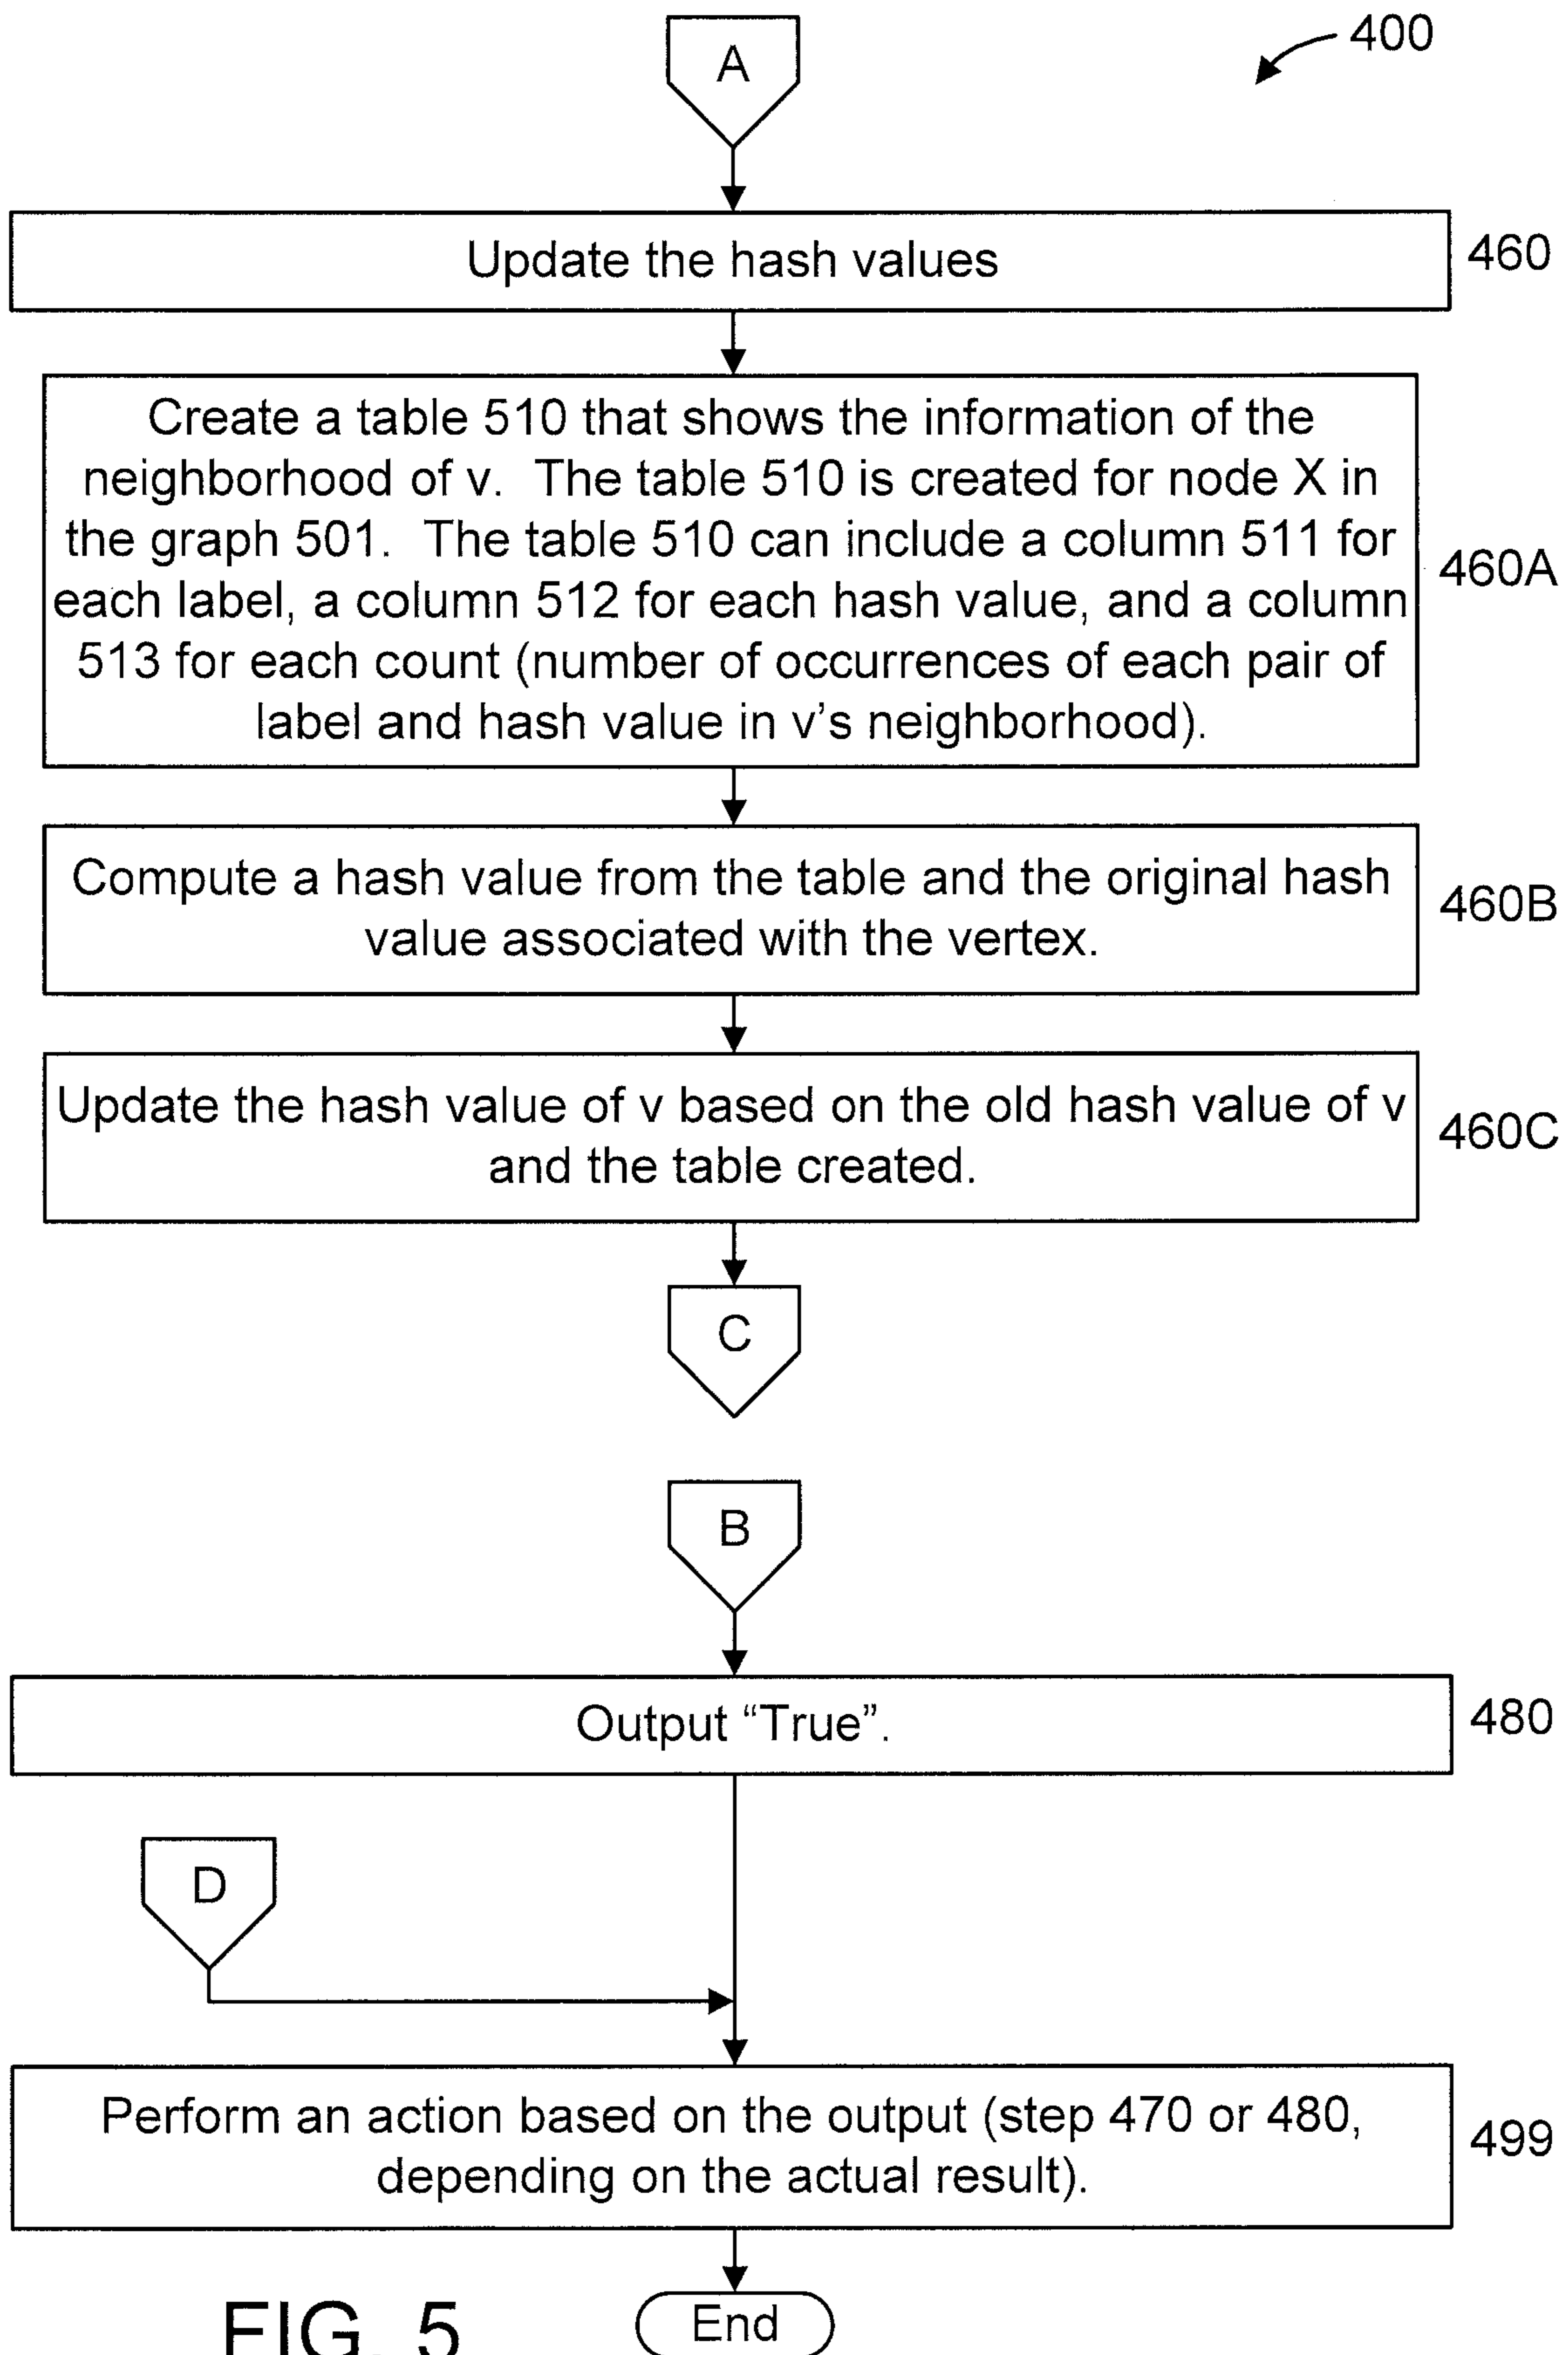 A
400
Update the hash values
460
Create a table 510 that shows the information of the
neighborhood of v. The table 510 is created for node X in
the graph 501. The table 510 can include a column 511 for
each label, a column 512 for each hash value, and a column
513 for each count (number of occurrences of each pair of
label and hash value in v's neighborhood).
460A
Compute a hash value from the table and the original hash
value associated with the vertex.
460B
Update the hash value of v based on the old hash value of v
and the table created.
460C
C
B
Output “True”.
480
D
Perform an action based on the output (step 470 or 480,
depending on the actual result).
499
End
FIG. 5